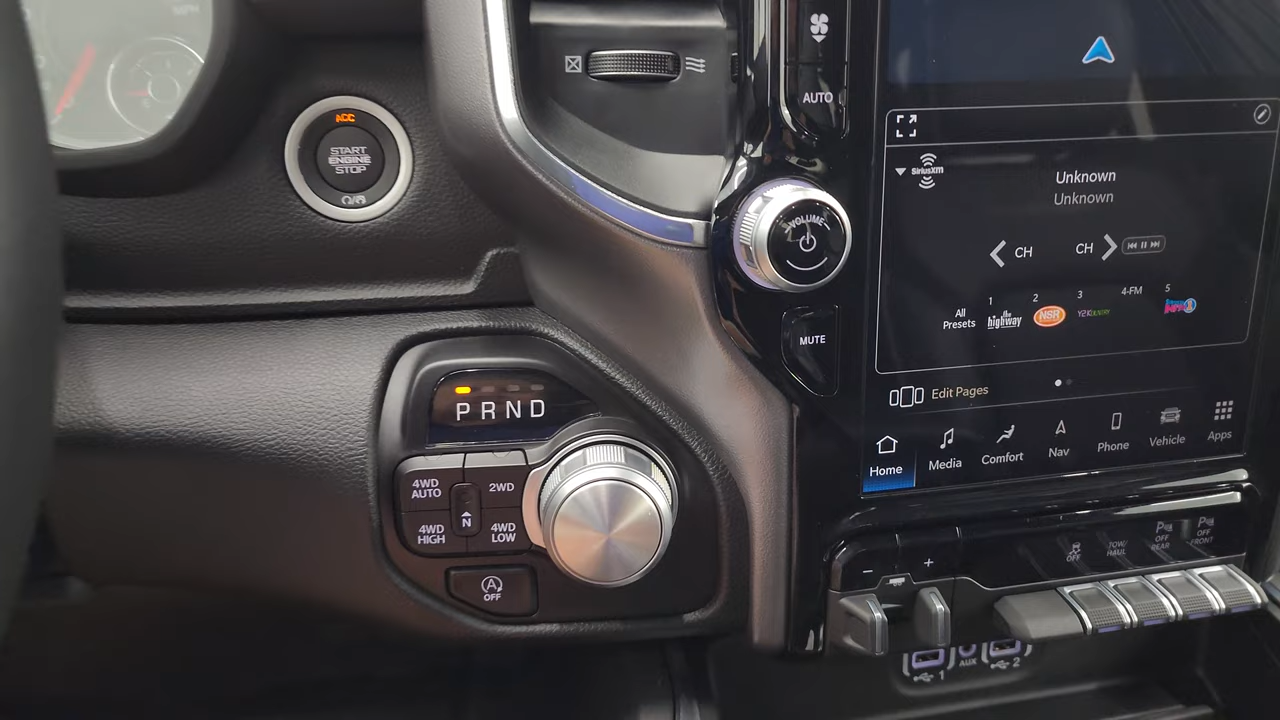 ACC
START
ENGINE
STOP
AUTO
VOLUME
MUTE
SiriusXM
Unknown
Unknown
CH
CH
All
Presets
1
the
highway
2
NSR
3
Y2KOUNTRY
4-FM
5
Edit Pages
Home
Media
Comfort
Nav
Phone
Vehicle
Apps
P R N D
4WD
AUTO
2WD
N
4WD
HIGH
4WD
LOW
A
OFF
-
+
OFF
TOW/
HAUL
P
OFF
REAR
P
OFF
FRONT
1
AUX
2